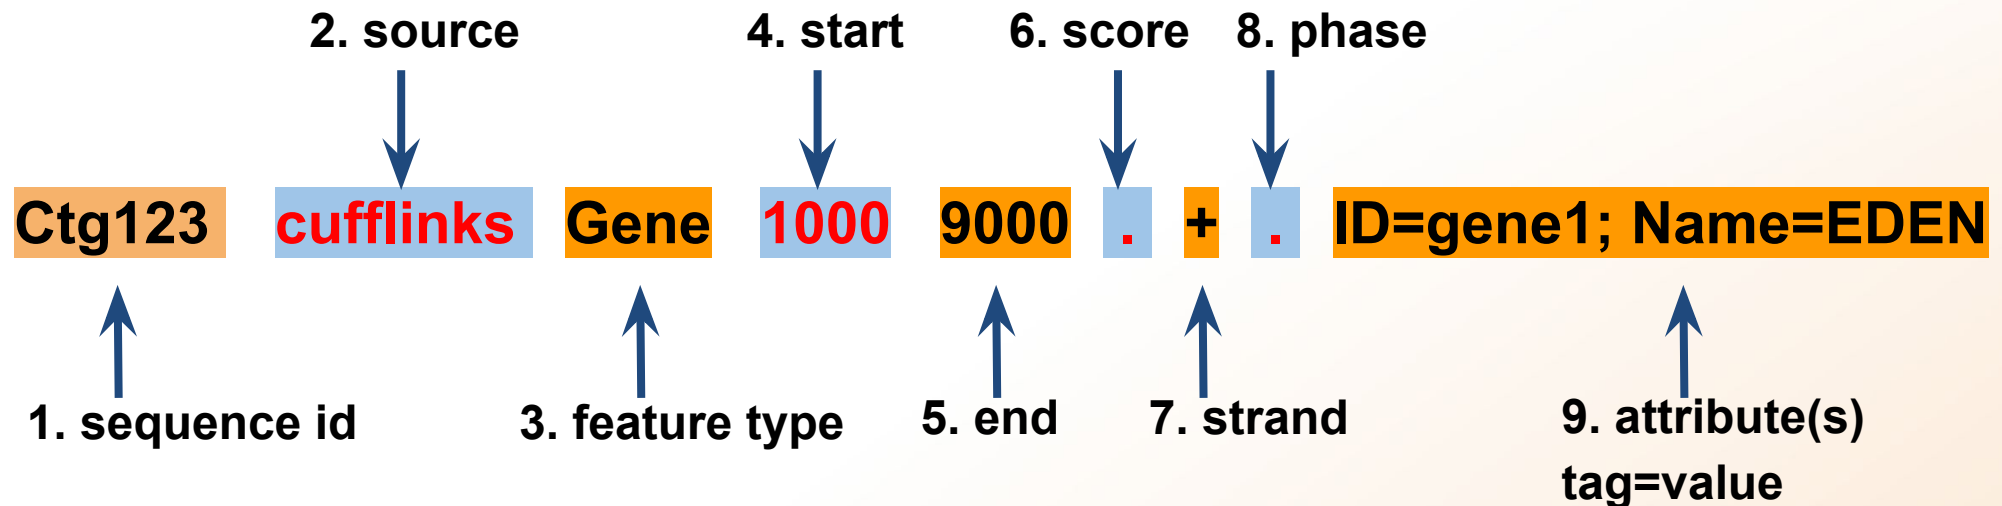 2. source 4. start 6. score 8. phase
Ctg123 cufflinks Gene 1000 9000 . + . ID=gene1; Name=EDEN
1. sequence id 3. feature type 5. end 7. strand 9. attribute(s)
tag=value